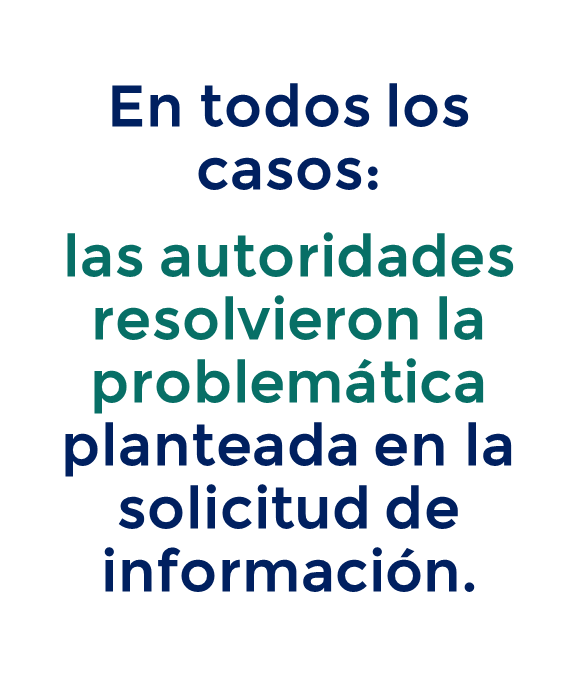 En todos los
casos:
las autoridades
resolvieron la
problemática
planteada en la
solicitud de
información.